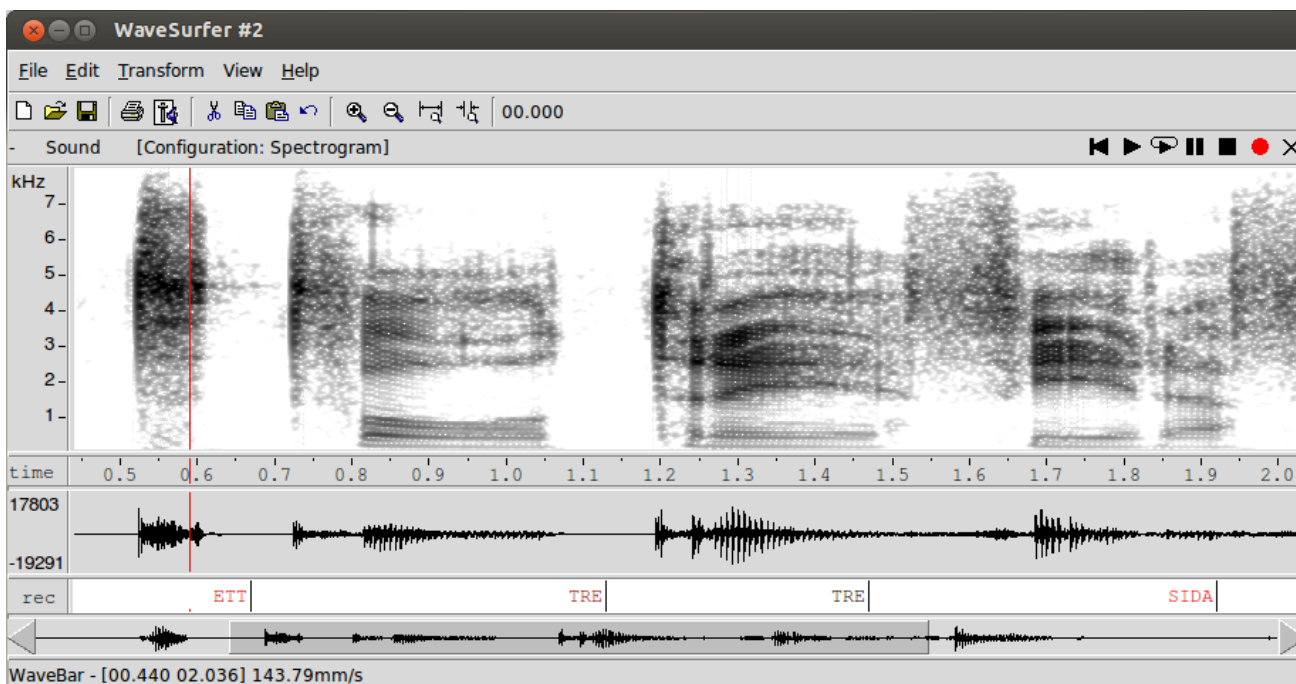 WaveSurfer #2
File Edit Transform View Help
00.000
- Sound [Configuration: Spectrogram]
kHz
7
6
5
4
3
2
1
time 0.5 0.6 0.7 0.8 0.9 1.0 1.1 1.2 1.3 1.4 1.5 1.6 1.7 1.8 1.9 2.0
17803
-19291
rec ETT TRE TRE SIDA
WaveBar - [00.440 02.036] 143.79mm/s